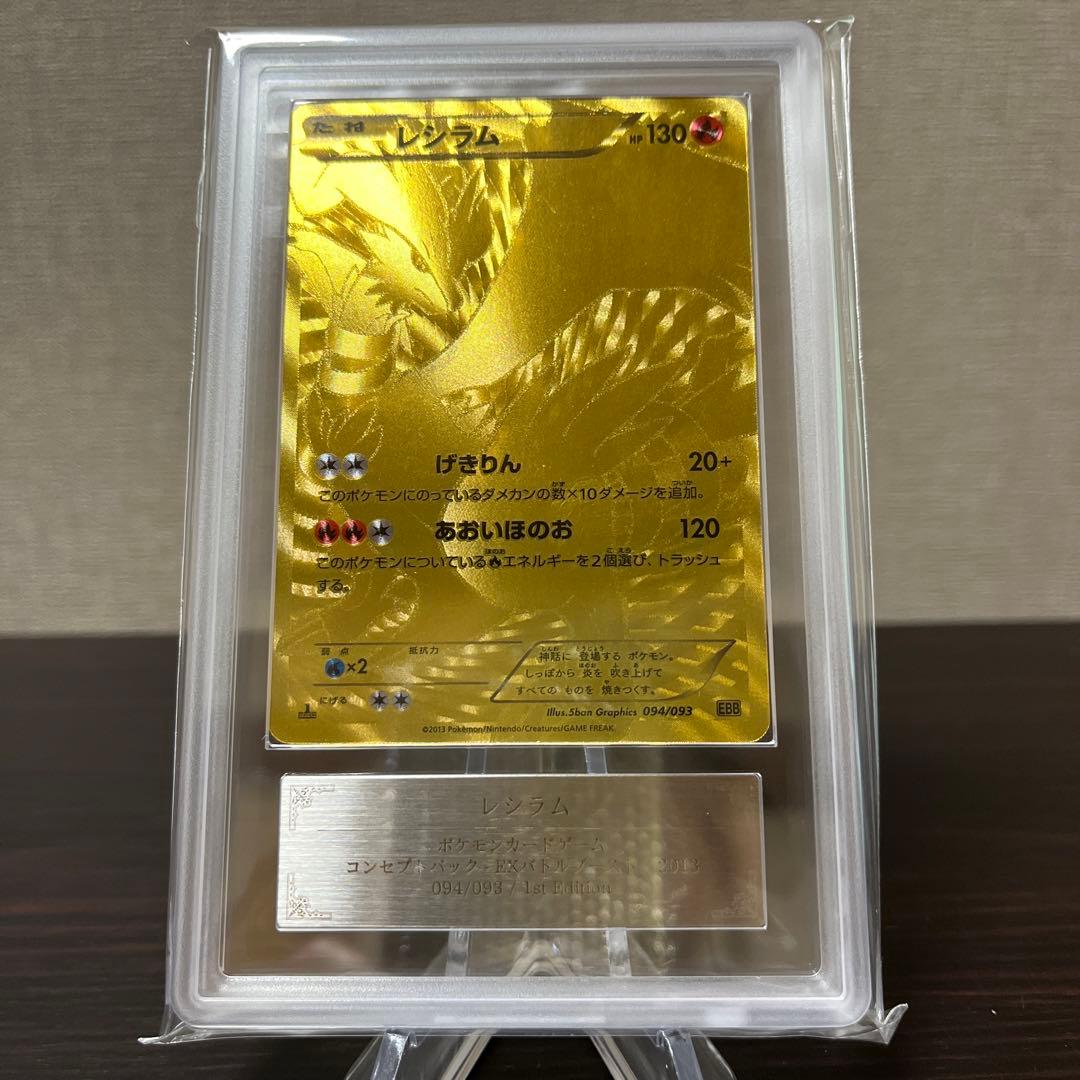 たね レシラム HP130
げきりん 20+
このポケモンにのっているダメカンの数×10ダメージを追加。
あおいほのお 120
このポケモンについている エネルギーを2個選び、トラッシュ
する。
弱点 抵抗力
×2
にげる
神話に 登場する ポケモン。
しっぽから 炎を 吹き上げて
すべての ものを 焼きつくす。
Illus.5ban Graphics 094/093 EBB
©2013 Pokémon/Nintendo/Creatures/GAME FREAK.
レシラム
ポケモンカードゲーム
コンセプトパック EXバトルブースト 2013
094/093 / 1st Edition